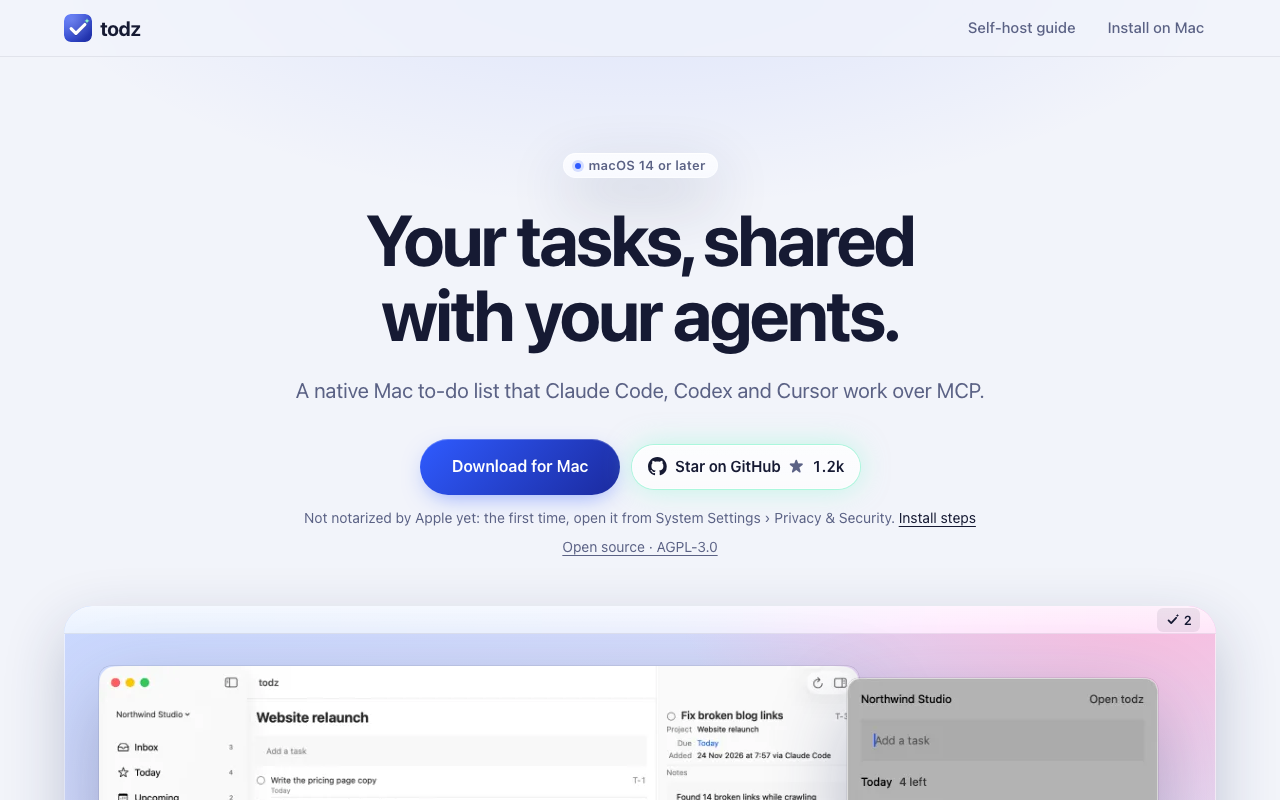 todz
Self-host guide
Install on Mac
macOS 14 or later
Your tasks, shared
with your agents.
A native Mac to-do list that Claude Code, Codex and Cursor work over MCP.
Download for Mac
Star on GitHub ★ 1.2k
Not notarized by Apple yet: the first time, open it from System Settings › Privacy & Security. Install steps
Open source · AGPL-3.0
2
todz
Northwind Studio
Inbox 3
Today 4
Upcoming 2
Website relaunch
Add a task
Write the pricing page copy T-1
Today
Fix broken blog links
Project Website relaunch
Due Today
Added 24 Nov 2026 at 7:57 via Claude Code
Notes
Found 14 broken links while crawling
Northwind Studio
Open todz
Add a task
Today 4 left